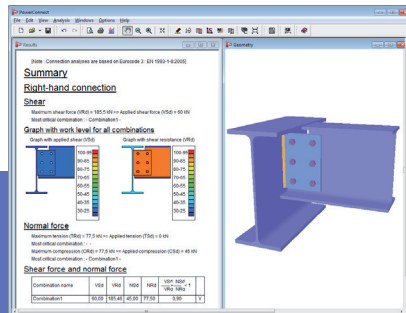 PowerConnect
File Edit View Analysis Windows Options Help
Results
Geometry
[Note : Connection analyses are based on Eurocode 3 : EN 1993-1-8:2005]
Summary
Right-hand connection
Shear
Maximum shear force (VRd) = 185,5 kN >= Applied shear force (VSd) = 60 kN
Most critical combination : - Combination1 -
Graph with work level for all combinations
Graph with applied shear (VSd)
Graph with shear resistance (VRd)
Normal force
Maximum tension (TRd) = 77,5 kN >= Applied tension (TSd) = 0 kN
Most critical combination : - -
Maximum compression (CRd) = 77,5 kN >= Applied compression (CSd) = 45 kN
Most critical combination : - Combination1 -
Shear force and normal force
Combination name VSd VRd NSd NRd
Combination1 60.00 185.46 45.00 77.50 0.90 V